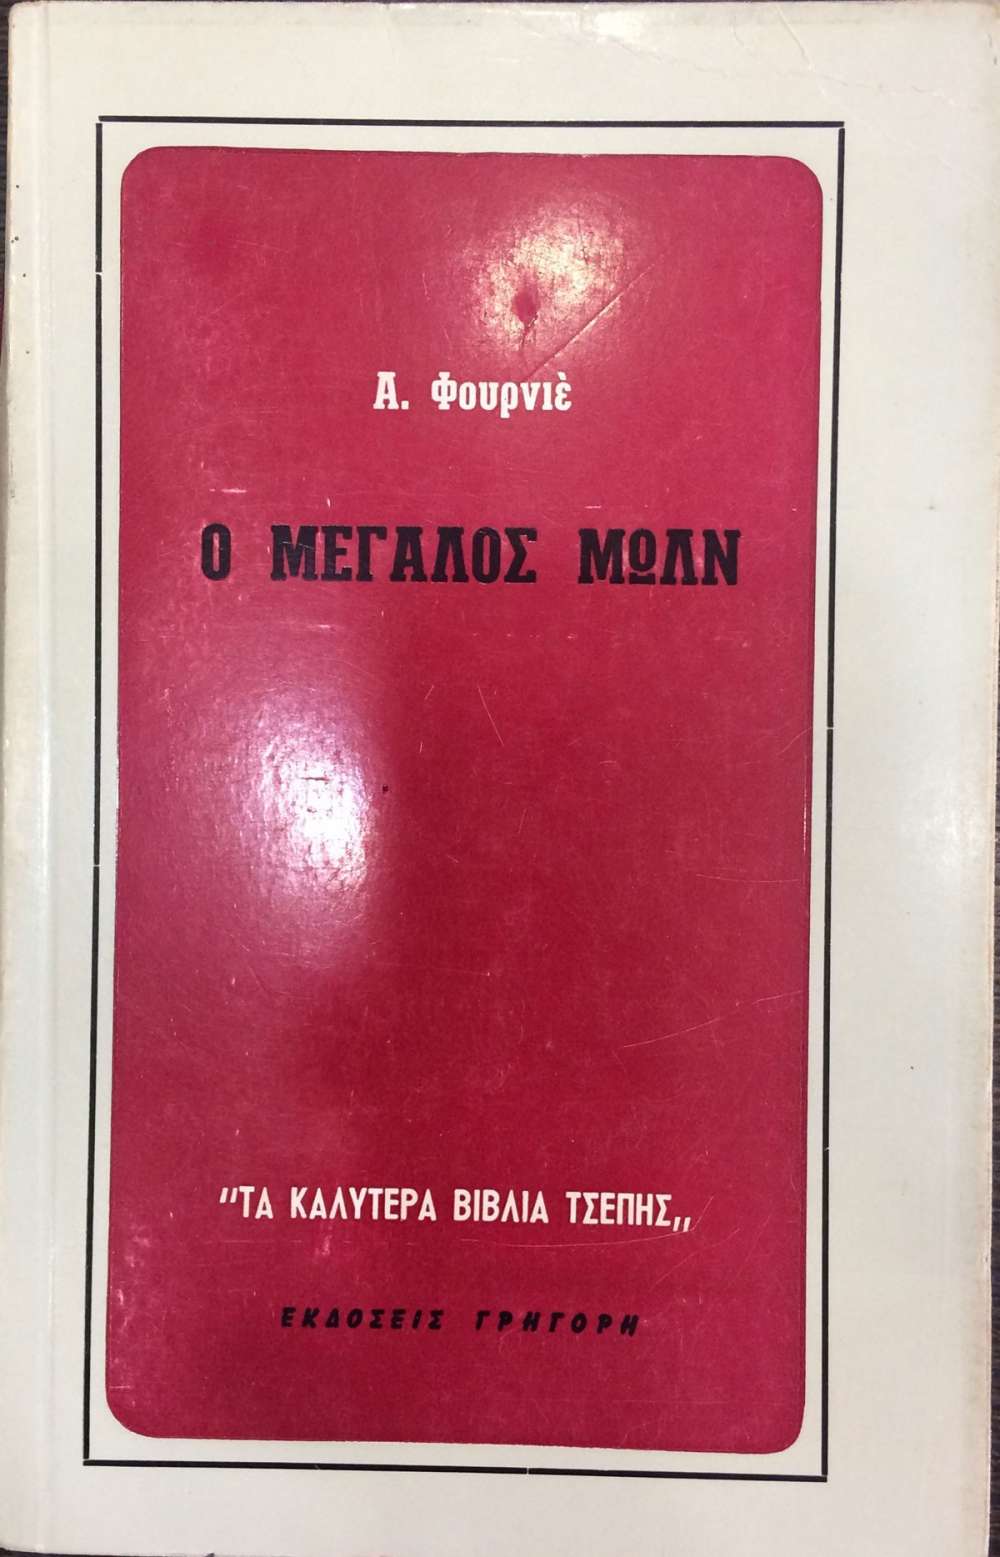 Α. Φουρνιὲ
Ο ΜΕΓΑΛΟΣ ΜΩΛΝ
"ΤΑ ΚΑΛΥΤΕΡΑ ΒΙΒΛΙΑ ΤΣΕΠΗΣ„
ΕΚΔΟΣΕΙΣ ΓΡΗΓΟΡΗ